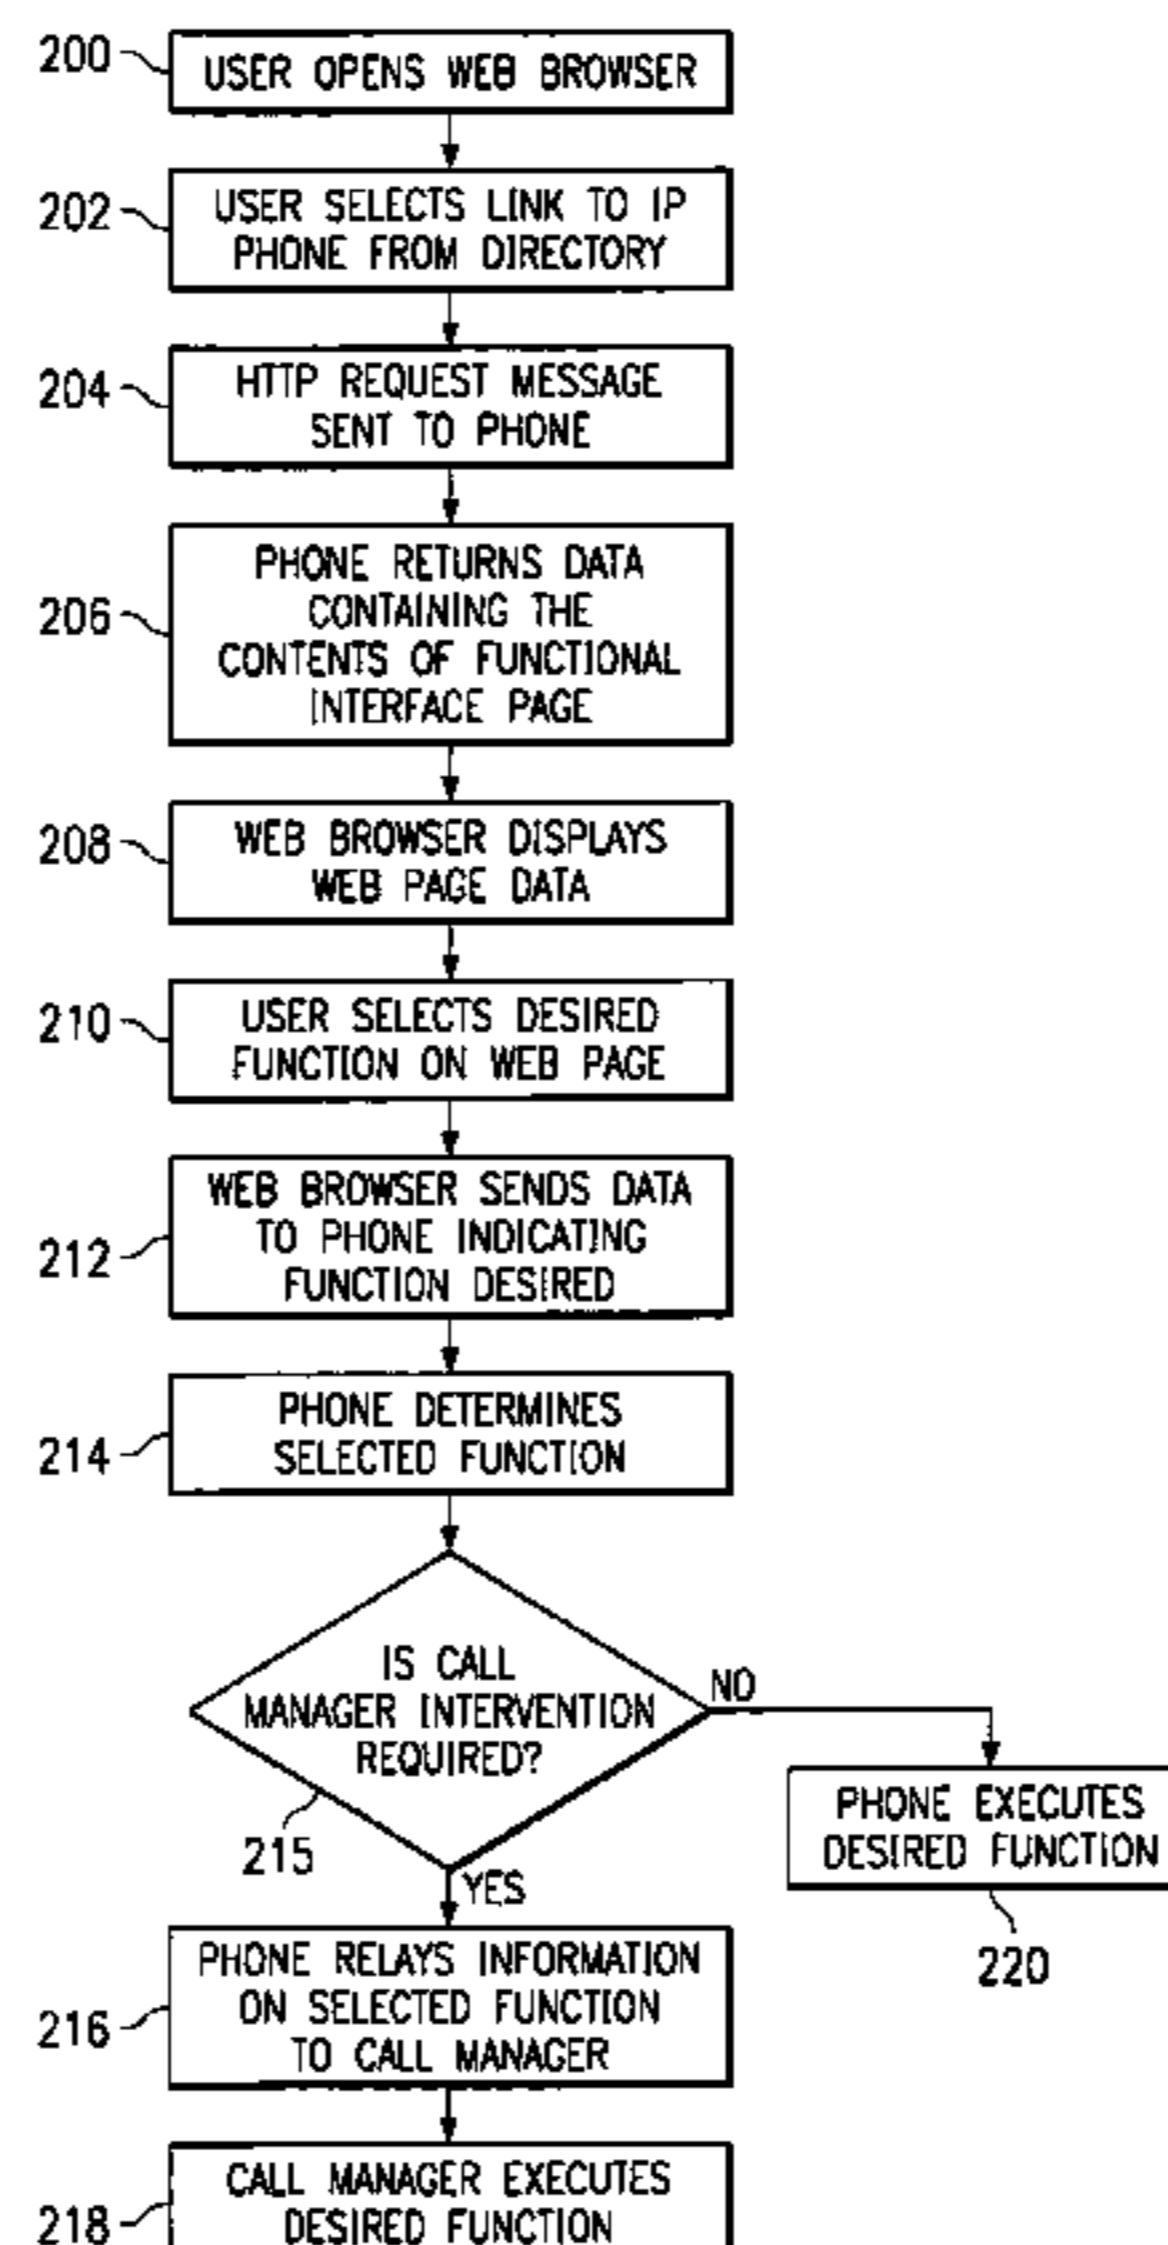 200
USER OPENS WEB BROWSER
202
USER SELECTS LINK TO IP
PHONE FROM DIRECTORY
204
HTTP REQUEST MESSAGE
SENT TO PHONE
206
PHONE RETURNS DATA
CONTAINING THE
CONTENTS OF FUNCTIONAL
INTERFACE PAGE
208
WEB BROWSER DISPLAYS
WEB PAGE DATA
210
USER SELECTS DESIRED
FUNCTION ON WEB PAGE
212
WEB BROWSER SENDS DATA
TO PHONE INDICATING
FUNCTION DESIRED
214
PHONE DETERMINES
SELECTED FUNCTION
IS CALL
MANAGER INTERVENTION
REQUIRED?
215
NO
PHONE EXECUTES
DESIRED FUNCTION
220
YES
216
PHONE RELAYS INFORMATION
ON SELECTED FUNCTION
TO CALL MANAGER
218
CALL MANAGER EXECUTES
DESIRED FUNCTION